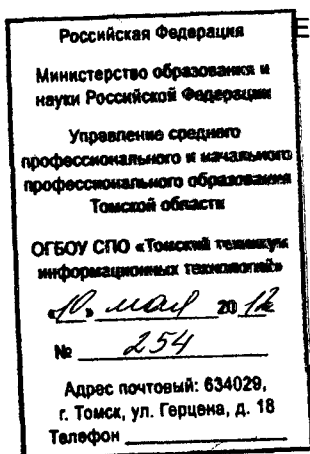 Российская Федерация
Министерство образования и
науки Российской Федерации
Управление среднего
профессионального и начального
профессионального образования
Томской области
ОГБОУ СПО «Томский техникум
информационных технологий»
«10» мая 2012г.
№ 254
Адрес почтовый: 634029,
г. Томск, ул. Герцена, д. 18
Телефон
Е